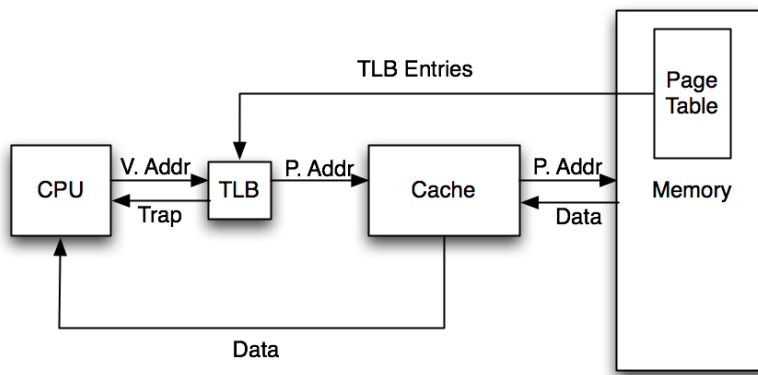 TLB Entries
Page
Table
V. Addr
P. Addr
P. Addr
CPU
TLB
Cache
Memory
Trap
Data
Data